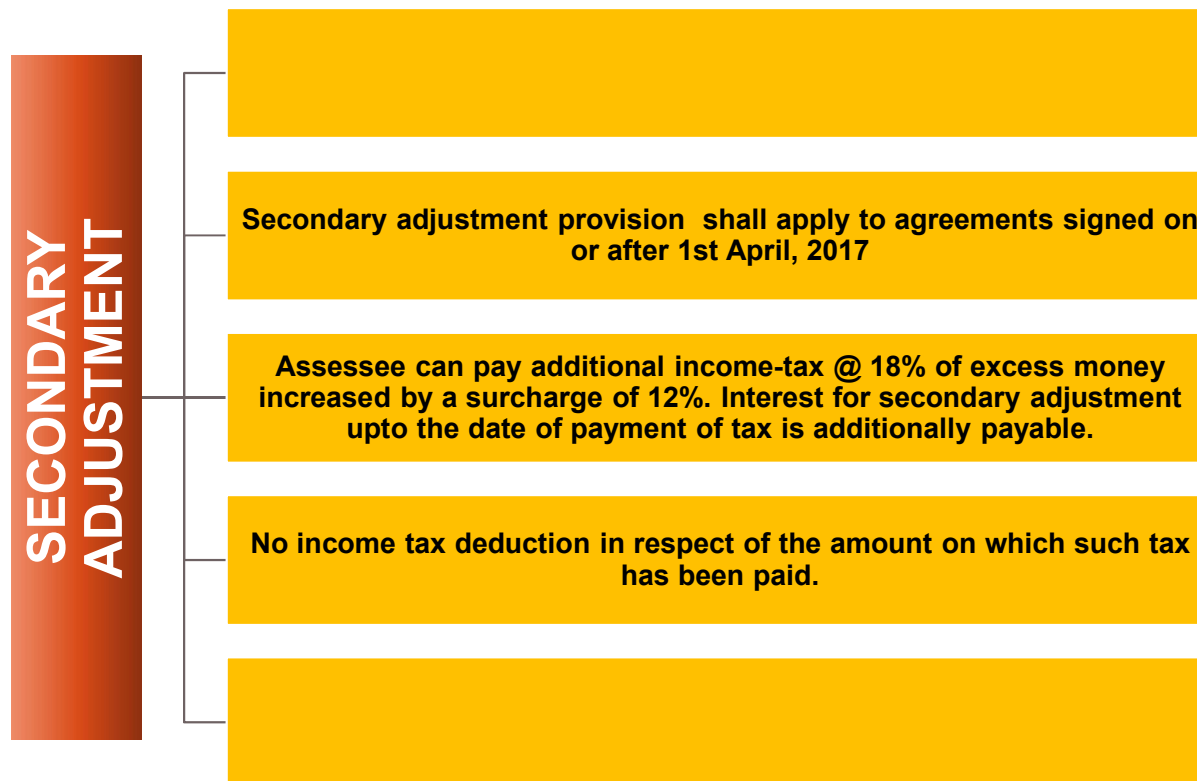 SECONDARY
ADJUSTMENT
Secondary adjustment provision  shall apply to agreements signed on
or after 1st April, 2017
Assessee can pay additional income-tax @ 18% of excess money
increased by a surcharge of 12%. Interest for secondary adjustment
upto the date of payment of tax is additionally payable.
No income tax deduction in respect of the amount on which such tax
has been paid.